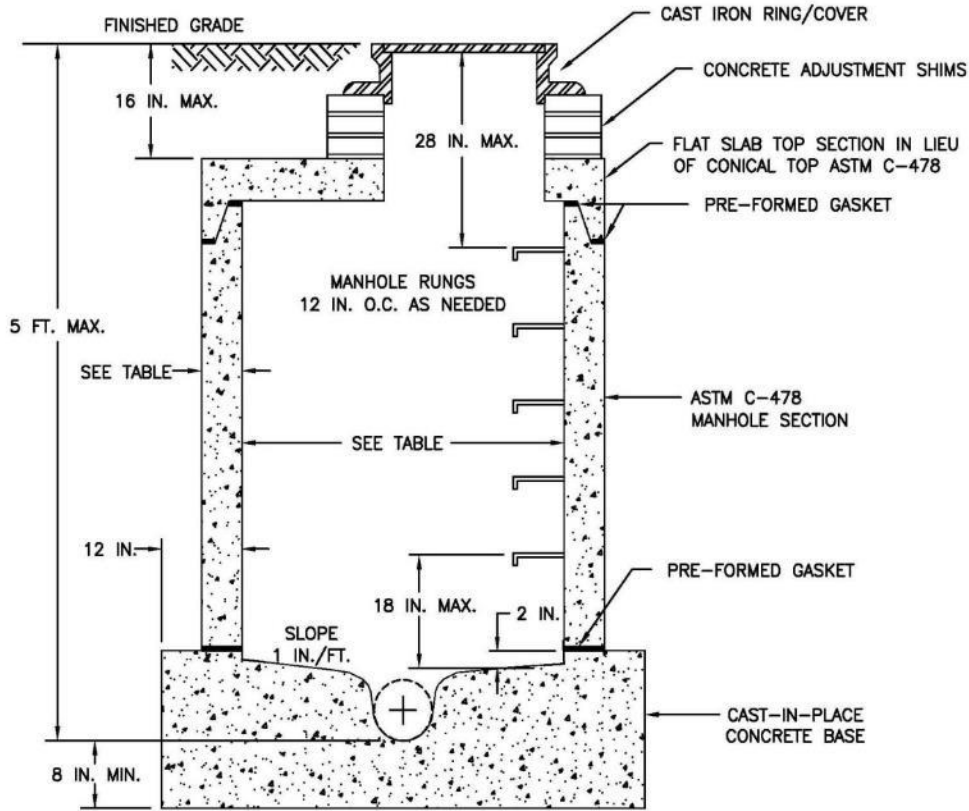 FINISHED GRADE
CAST IRON RING/COVER
CONCRETE ADJUSTMENT SHIMS
16 IN. MAX.
28 IN. MAX.
FLAT SLAB TOP SECTION IN LIEU
OF CONICAL TOP ASTM C-478
PRE-FORMED GASKET
MANHOLE RUNGS
12 IN. O.C. AS NEEDED
5 FT. MAX.
SEE TABLE
ASTM C-478
MANHOLE SECTION
SEE TABLE
12 IN.
PRE-FORMED GASKET
18 IN. MAX.
2 IN.
SLOPE
1 IN./FT.
CAST-IN-PLACE
CONCRETE BASE
8 IN. MIN.